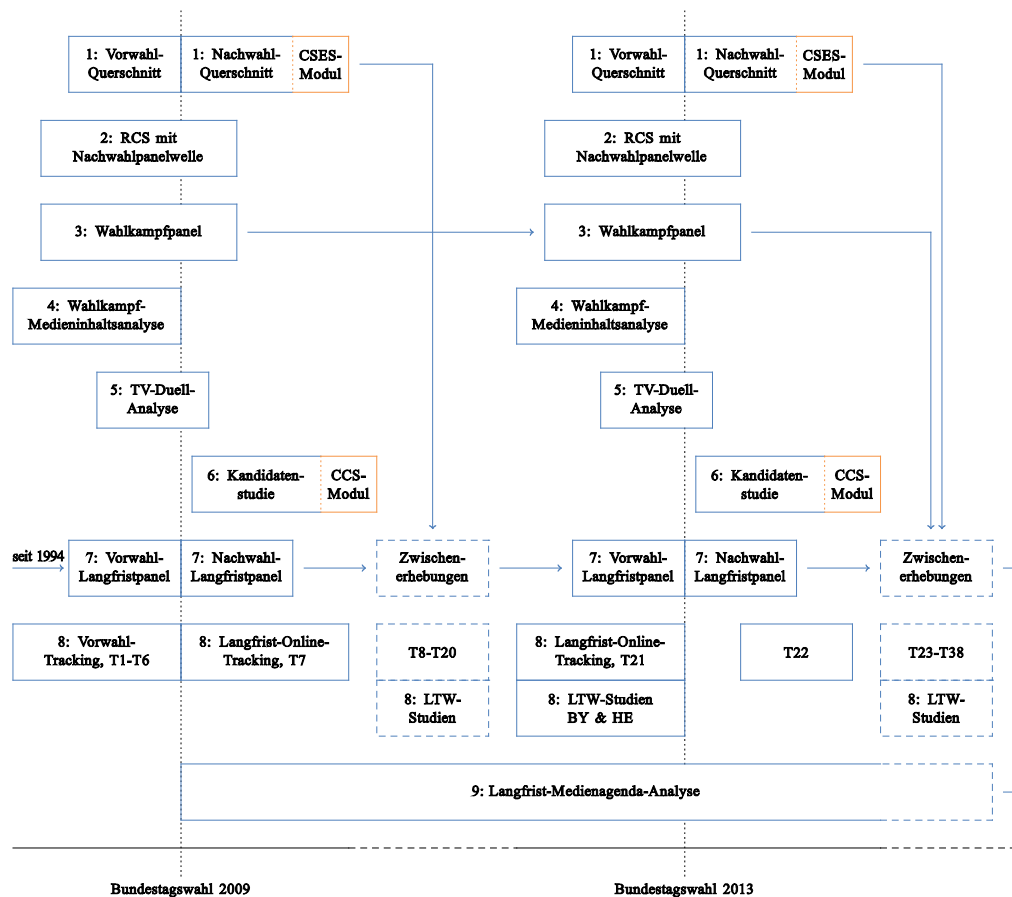 1: Vorwahl-
Querschnitt
1: Nachwahl-
Querschnitt
CSES-
Modul
1: Vorwahl-
Querschnitt
1: Nachwahl-
Querschnitt
CSES-
Modul
2: RCS mit
Nachwahlpanelwelle
2: RCS mit
Nachwahlpanelwelle
3: Wahlkampfpanel
3: Wahlkampfpanel
4: Wahlkampf-
Medieninhaltsanalyse
4: Wahlkampf-
Medieninhaltsanalyse
5: TV-Duell-
Analyse
5: TV-Duell-
Analyse
6: Kandidaten-
studie
CCS-
Modul
6: Kandidaten-
studie
CCS-
Modul
seit 1994
7: Vorwahl-
Langfristpanel
7: Nachwahl-
Langfristpanel
Zwischen-
erhebungen
7: Vorwahl-
Langfristpanel
7: Nachwahl-
Langfristpanel
Zwischen-
erhebungen
8: Vorwahl-
Tracking, T1-T6
8: Langfrist-Online-
Tracking, T7
T8-T20
8: Langfrist-Online-
Tracking, T21
T22
T23-T38
8: LTW-
Studien
8: LTW-Studien
BY & HE
8: LTW-
Studien
9: Langfrist-Medienagenda-Analyse
Bundestagswahl 2009
Bundestagswahl 2013